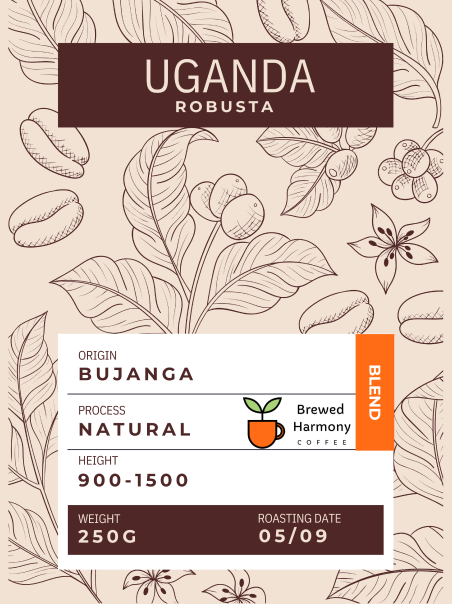 UGANDA
ROBUSTA
ORIGIN
BUJANGA
BLEND
PROCESS
NATURAL
Brewed
Harmony
COFFEE
HEIGHT
900-1500
WEIGHT
250G
ROASTING DATE
05/09